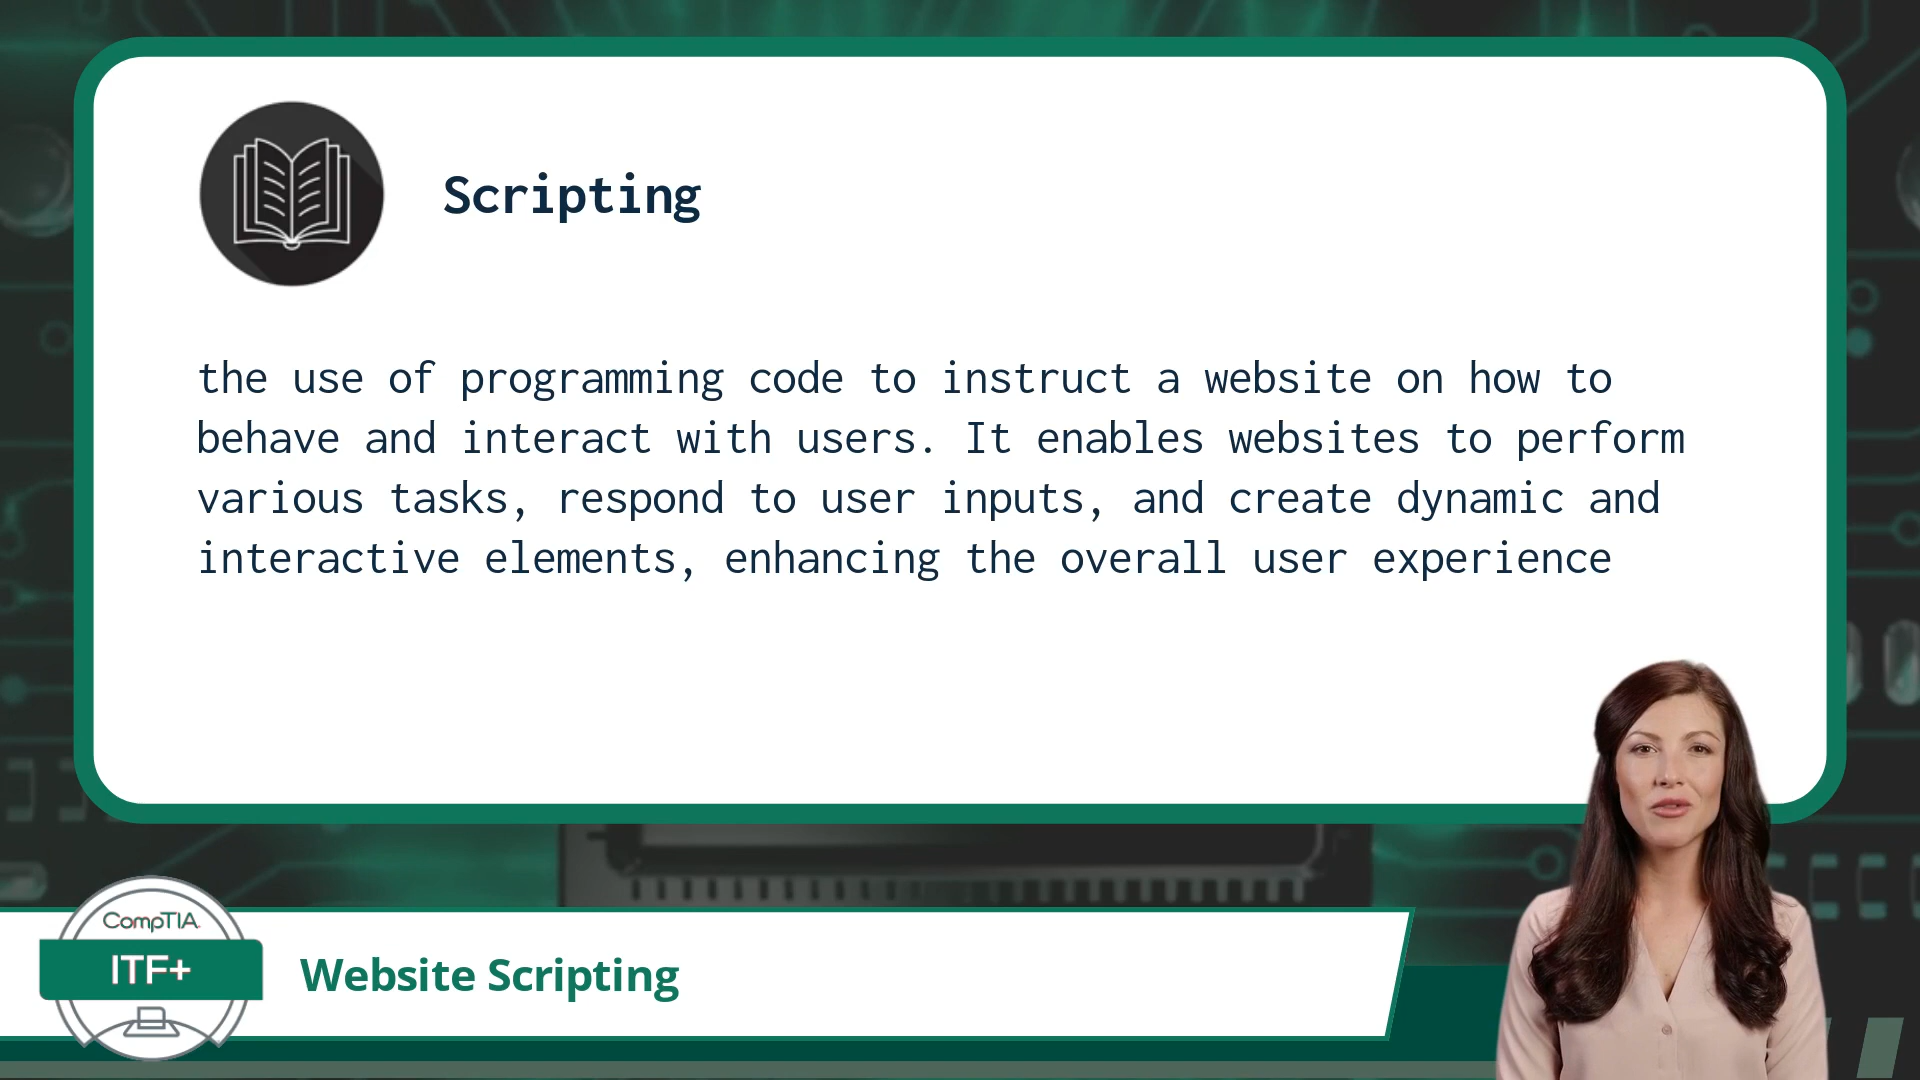 Scripting
the use of programming code to instruct a website on how to
behave and interact with users. It enables websites to perform
various tasks, respond to user inputs, and create dynamic and
interactive elements, enhancing the overall user experience
CompTIA
ITF+
Website Scripting